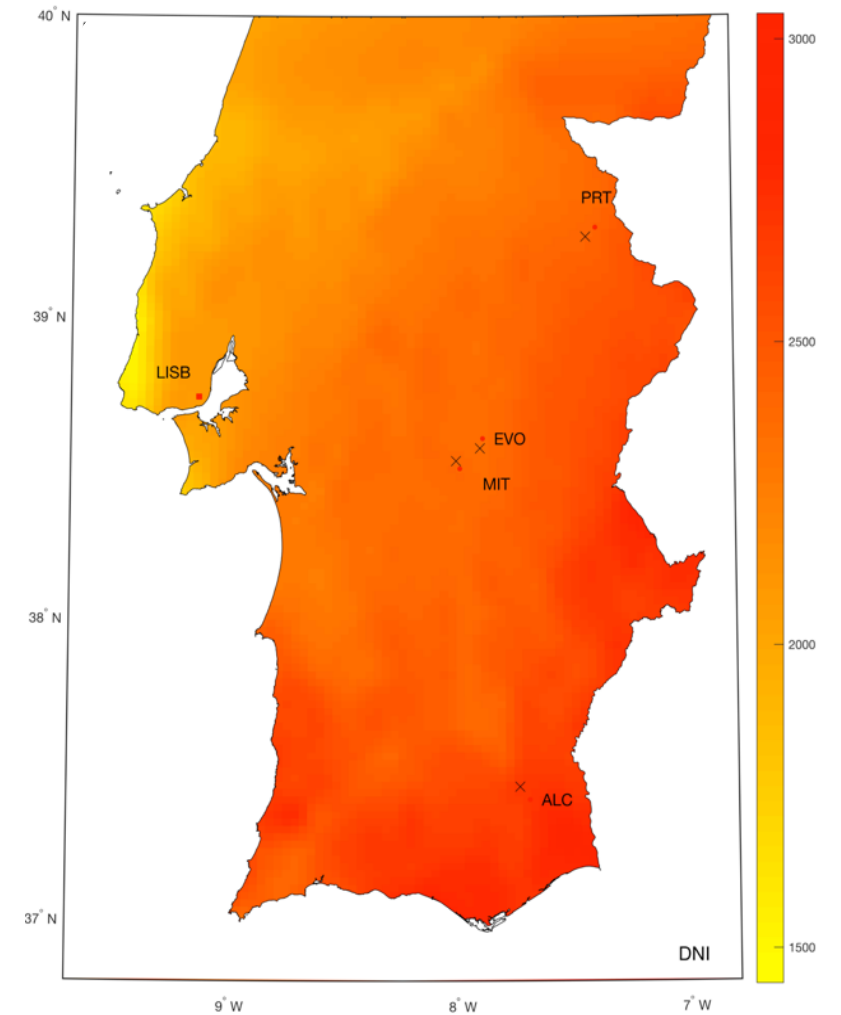 40° N
3000
PRT
39° N
2500
LISB
EVO
MIT
38° N
2000
ALC
37° N
DNI
1500
9° W
8° W
7° W